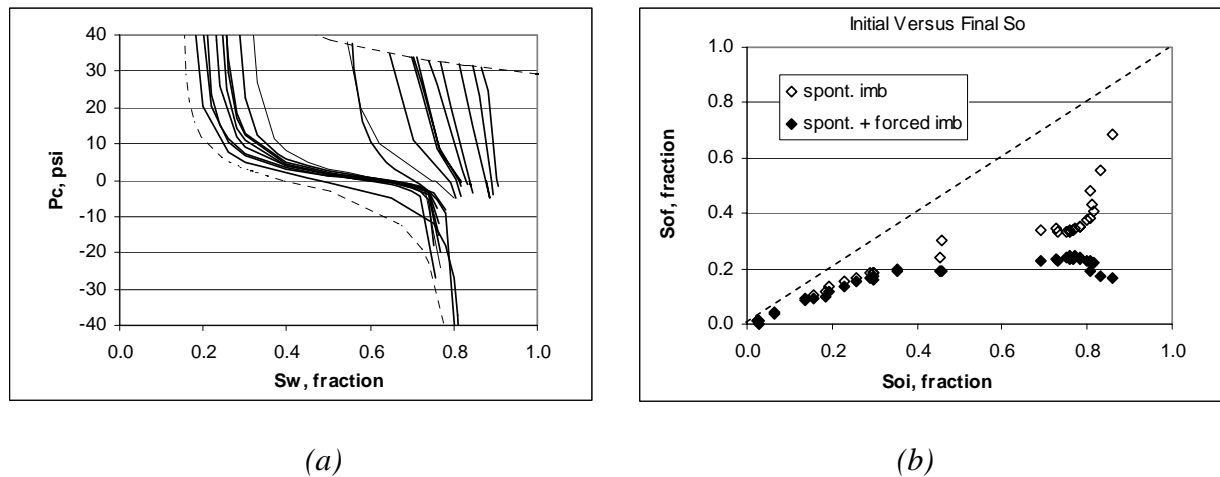 40
30
20
10
0
-10
-20
-30
-40
Pc, psi
0.0 0.2 0.4 0.6 0.8 1.0
Sw, fraction
(a)
Initial Versus Final So
1.0
0.8
0.6
0.4
0.2
0.0
Sof, fraction
spont. imb
spont. + forced imb
0.0 0.2 0.4 0.6 0.8 1.0
Soi, fraction
(b)